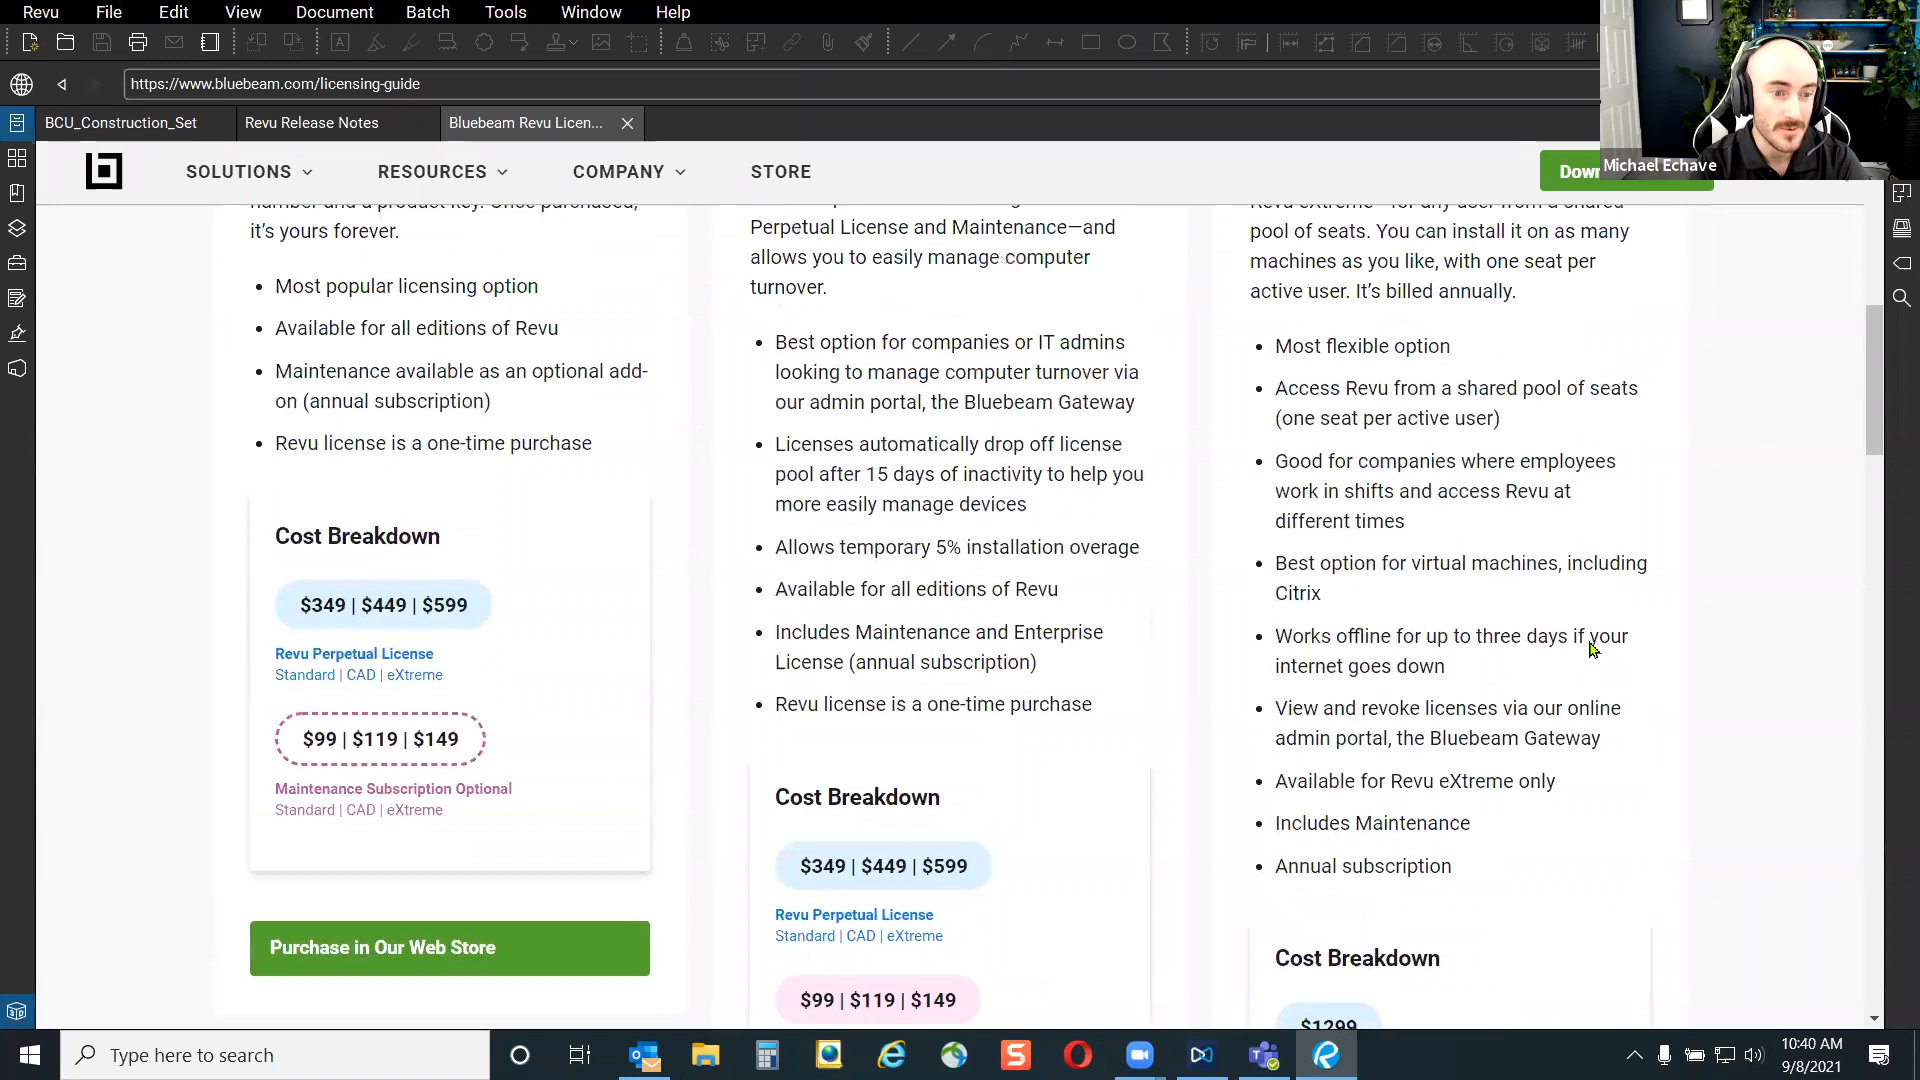 Revu File Edit View Document Batch Tools Window Help
https://www.bluebeam.com/licensing-guide
Michael Echave
BCU_Construction_Set
Revu Release Notes
Bluebeam Revu Licen...
SOLUTIONS
RESOURCES
COMPANY
STORE
number and a product key. Once purchased,
it's yours forever.
Most popular licensing option
Available for all editions of Revu
Maintenance available as an optional add-
on (annual subscription)
Revu license is a one-time purchase
Cost Breakdown
$349 | $449 | $599
Revu Perpetual License
Standard | CAD | eXtreme
$99 | $119 | $149
Maintenance Subscription Optional
Standard | CAD | eXtreme
Purchase in Our Web Store
Perpetual License and Maintenance—and
allows you to easily manage computer
turnover.
Best option for companies or IT admins
looking to manage computer turnover via
our admin portal, the Bluebeam Gateway
Licenses automatically drop off license
pool after 15 days of inactivity to help you
more easily manage devices
Allows temporary 5% installation overage
Available for all editions of Revu
Includes Maintenance and Enterprise
License (annual subscription)
Revu license is a one-time purchase
Cost Breakdown
$349 | $449 | $599
Revu Perpetual License
Standard | CAD | eXtreme
$99 | $119 | $149
Revu eXtreme—for any user from a shared
pool of seats. You can install it on as many
machines as you like, with one seat per
active user. It's billed annually.
Most flexible option
Access Revu from a shared pool of seats
(one seat per active user)
Good for companies where employees
work in shifts and access Revu at
different times
Best option for virtual machines, including
Citrix
Works offline for up to three days if your
internet goes down
View and revoke licenses via our online
admin portal, the Bluebeam Gateway
Available for Revu eXtreme only
Includes Maintenance
Annual subscription
Cost Breakdown
$1299
Type here to search
10:40 AM
9/8/2021